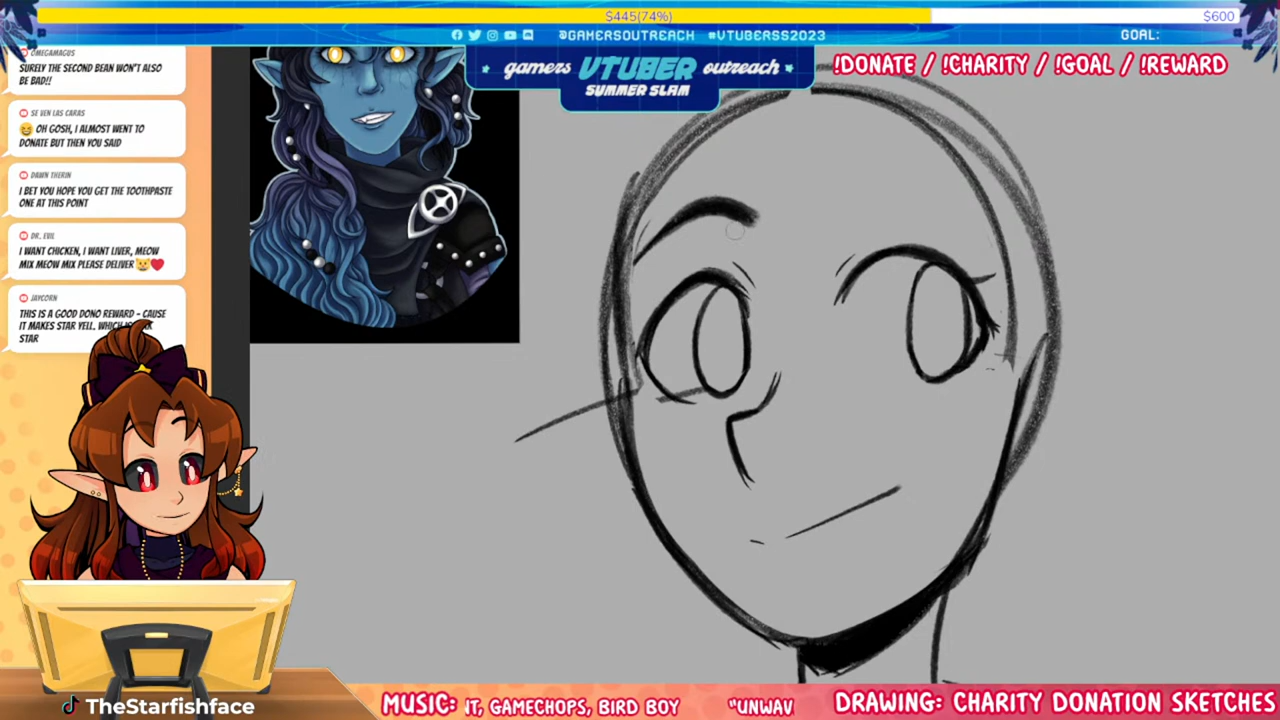 $445(74%)
$600
@GAMERSOUTREACH #VTUBERSS2023
GOAL:
gamers VTUBER outreach
SUMMER SLAM
!DONATE / !CHARITY / !GOAL / !REWARD
OMEGAMAGUS
SURELY THE SECOND BEAN WON'T ALSO
BE BAD!!
SE VEN LAS CARAS
OH GOSH, I ALMOST WENT TO
DONATE BUT THEN YOU SAID
DAWN THERIN
I BET YOU HOPE YOU GET THE TOOTHPASTE
ONE AT THIS POINT
DR. EVIL
I WANT CHICKEN, I WANT LIVER, MEOW
MIX MEOW MIX PLEASE DELIVER
JAYCORN
THIS IS A GOOD DONO REWARD - CAUSE
IT MAKES STAR YELL. WHICH
STAR
TheStarfishface
MUSIC: IT, GAMECHOPS, BIRD BOY "UNWAV
DRAWING: CHARITY DONATION SKETCHES